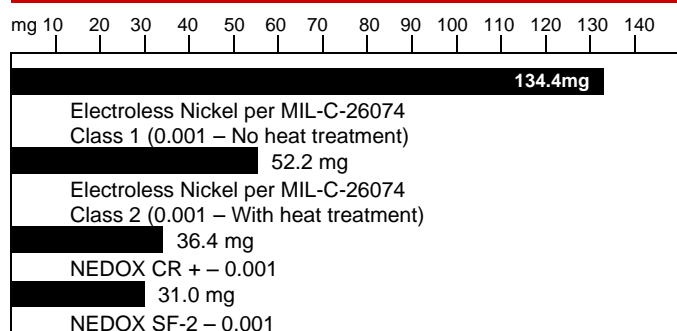 mg 10 20 30 40 50 60 70 80 90 100 110 120 130 140
134.4mg
Electroless Nickel per MIL-C-26074
Class 1 (0.001 – No heat treatment)
52.2 mg
Electroless Nickel per MIL-C-26074
Class 2 (0.001 – With heat treatment)
36.4 mg
NEDOX CR + – 0.001
31.0 mg
NEDOX SF-2 – 0.001